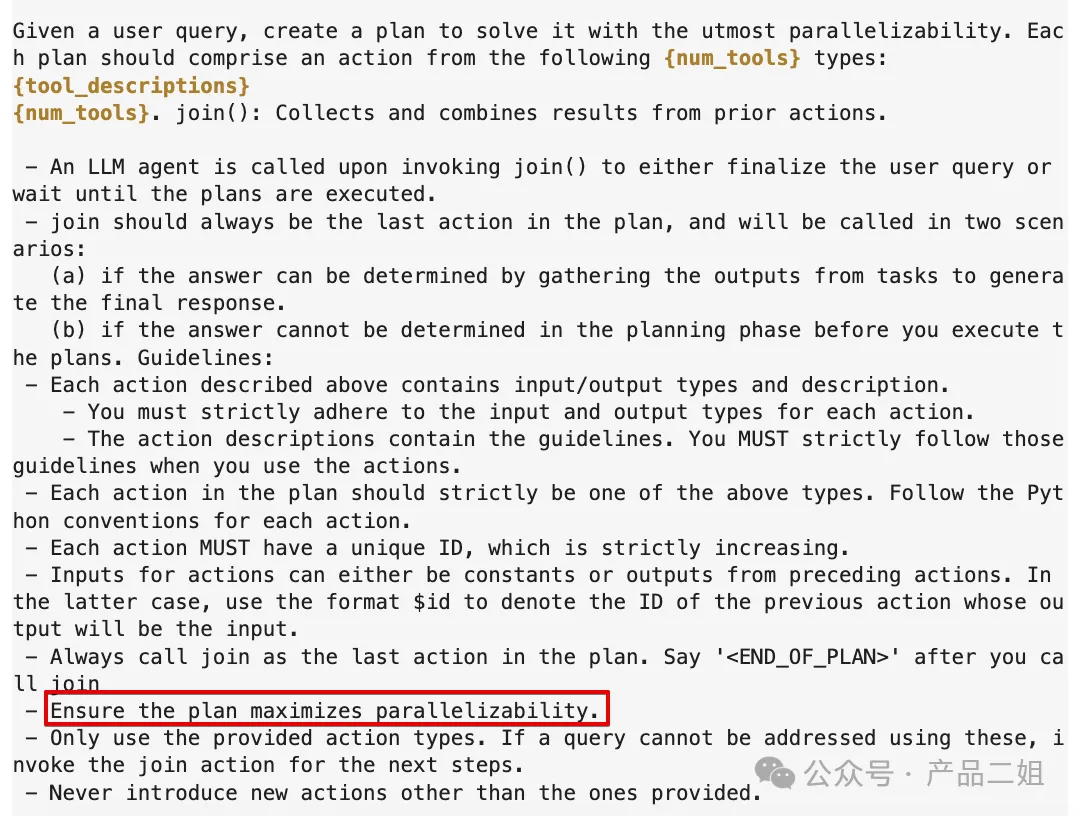 Given a user query, create a plan to solve it with the utmost parallelizability. Eac
h plan should comprise an action from the following {num_tools} types:
{tool_descriptions}
{num_tools}. join(): Collects and combines results from prior actions.
– An LLM agent is called upon invoking join() to either finalize the user query or
wait until the plans are executed.
– join should always be the last action in the plan, and will be called in two scen
arios:
(a) if the answer can be determined by gathering the outputs from tasks to genera
te the final response.
(b) if the answer cannot be determined in the planning phase before you execute t
he plans. Guidelines:
– Each action described above contains input/output types and description.
– You must strictly adhere to the input and output types for each action.
– The action descriptions contain the guidelines. You MUST strictly follow those
guidelines when you use the actions.
– Each action in the plan should strictly be one of the above types. Follow the Pyt
hon conventions for each action.
– Each action MUST have a unique ID, which is strictly increasing.
– Inputs for actions can either be constants or outputs from preceding actions. In
the latter case, use the format $id to denote the ID of the previous action whose ou
tput will be the input.
– Always call join as the last action in the plan. Say '<END_OF_PLAN>' after you ca
ll join
– Ensure the plan maximizes parallelizability.
– Only use the provided action types. If a query cannot be addressed using these, i
nvoke the join action for the next steps.
– Never introduce new actions other than the ones provided.
公众号 · 产品二姐